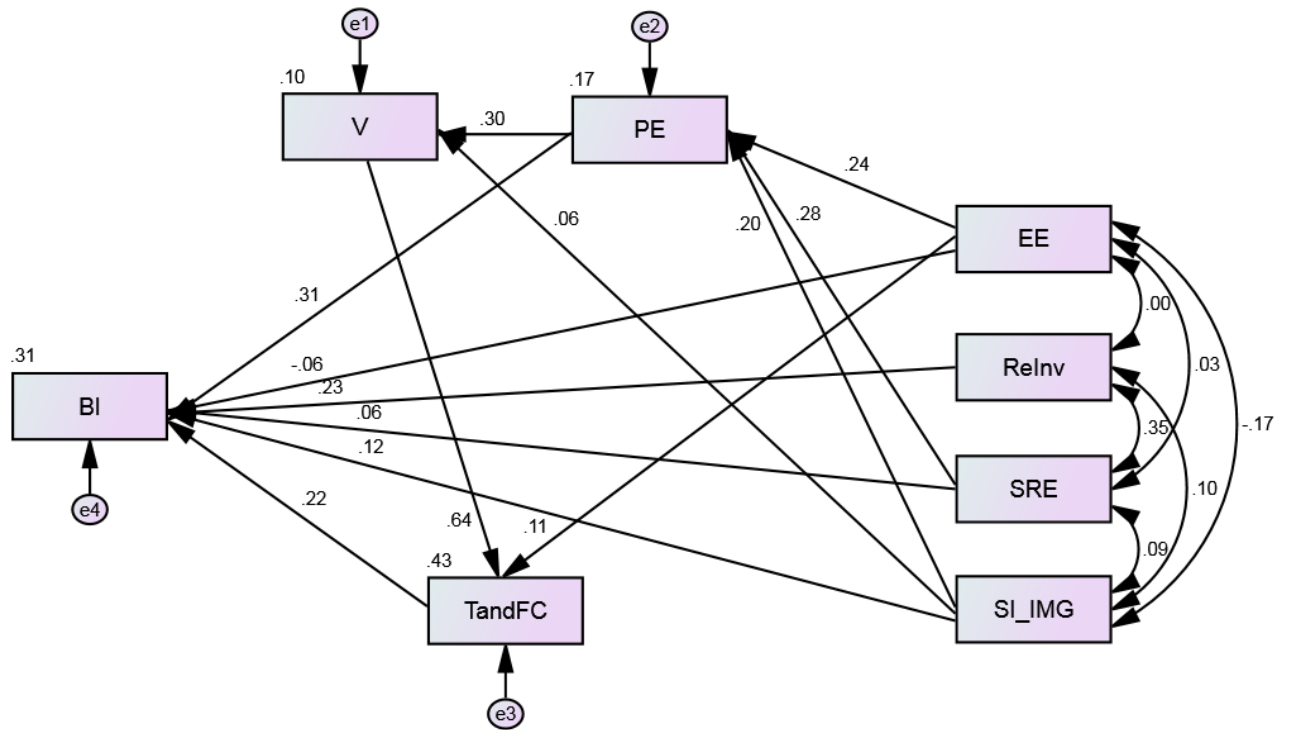 e1
e2
.10
.17
V
.30
PE
.24
.06
.20
.28
EE
.31
.00
.31
-.06
.23
ReInv
.03
BI
.06
.12
.35
-.17
e4
.22
.64
.11
SRE
.10
.43
.09
TandFC
SI_IMG
e3